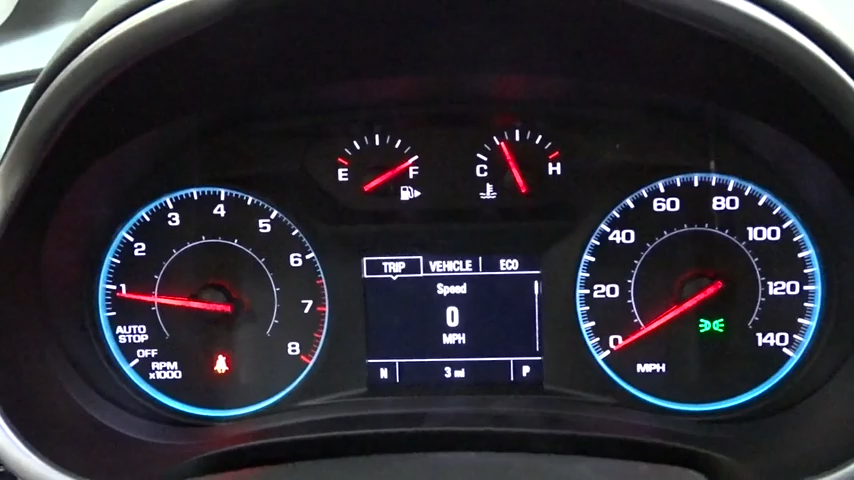 E
F
C
H
1
2
3
4
5
6
7
8
AUTO
STOP
OFF
RPM
x1000
TRIP
VEHICLE
ECO
Speed
0
MPH
N
3 mi
P
0
20
40
60
80
100
120
140
MPH